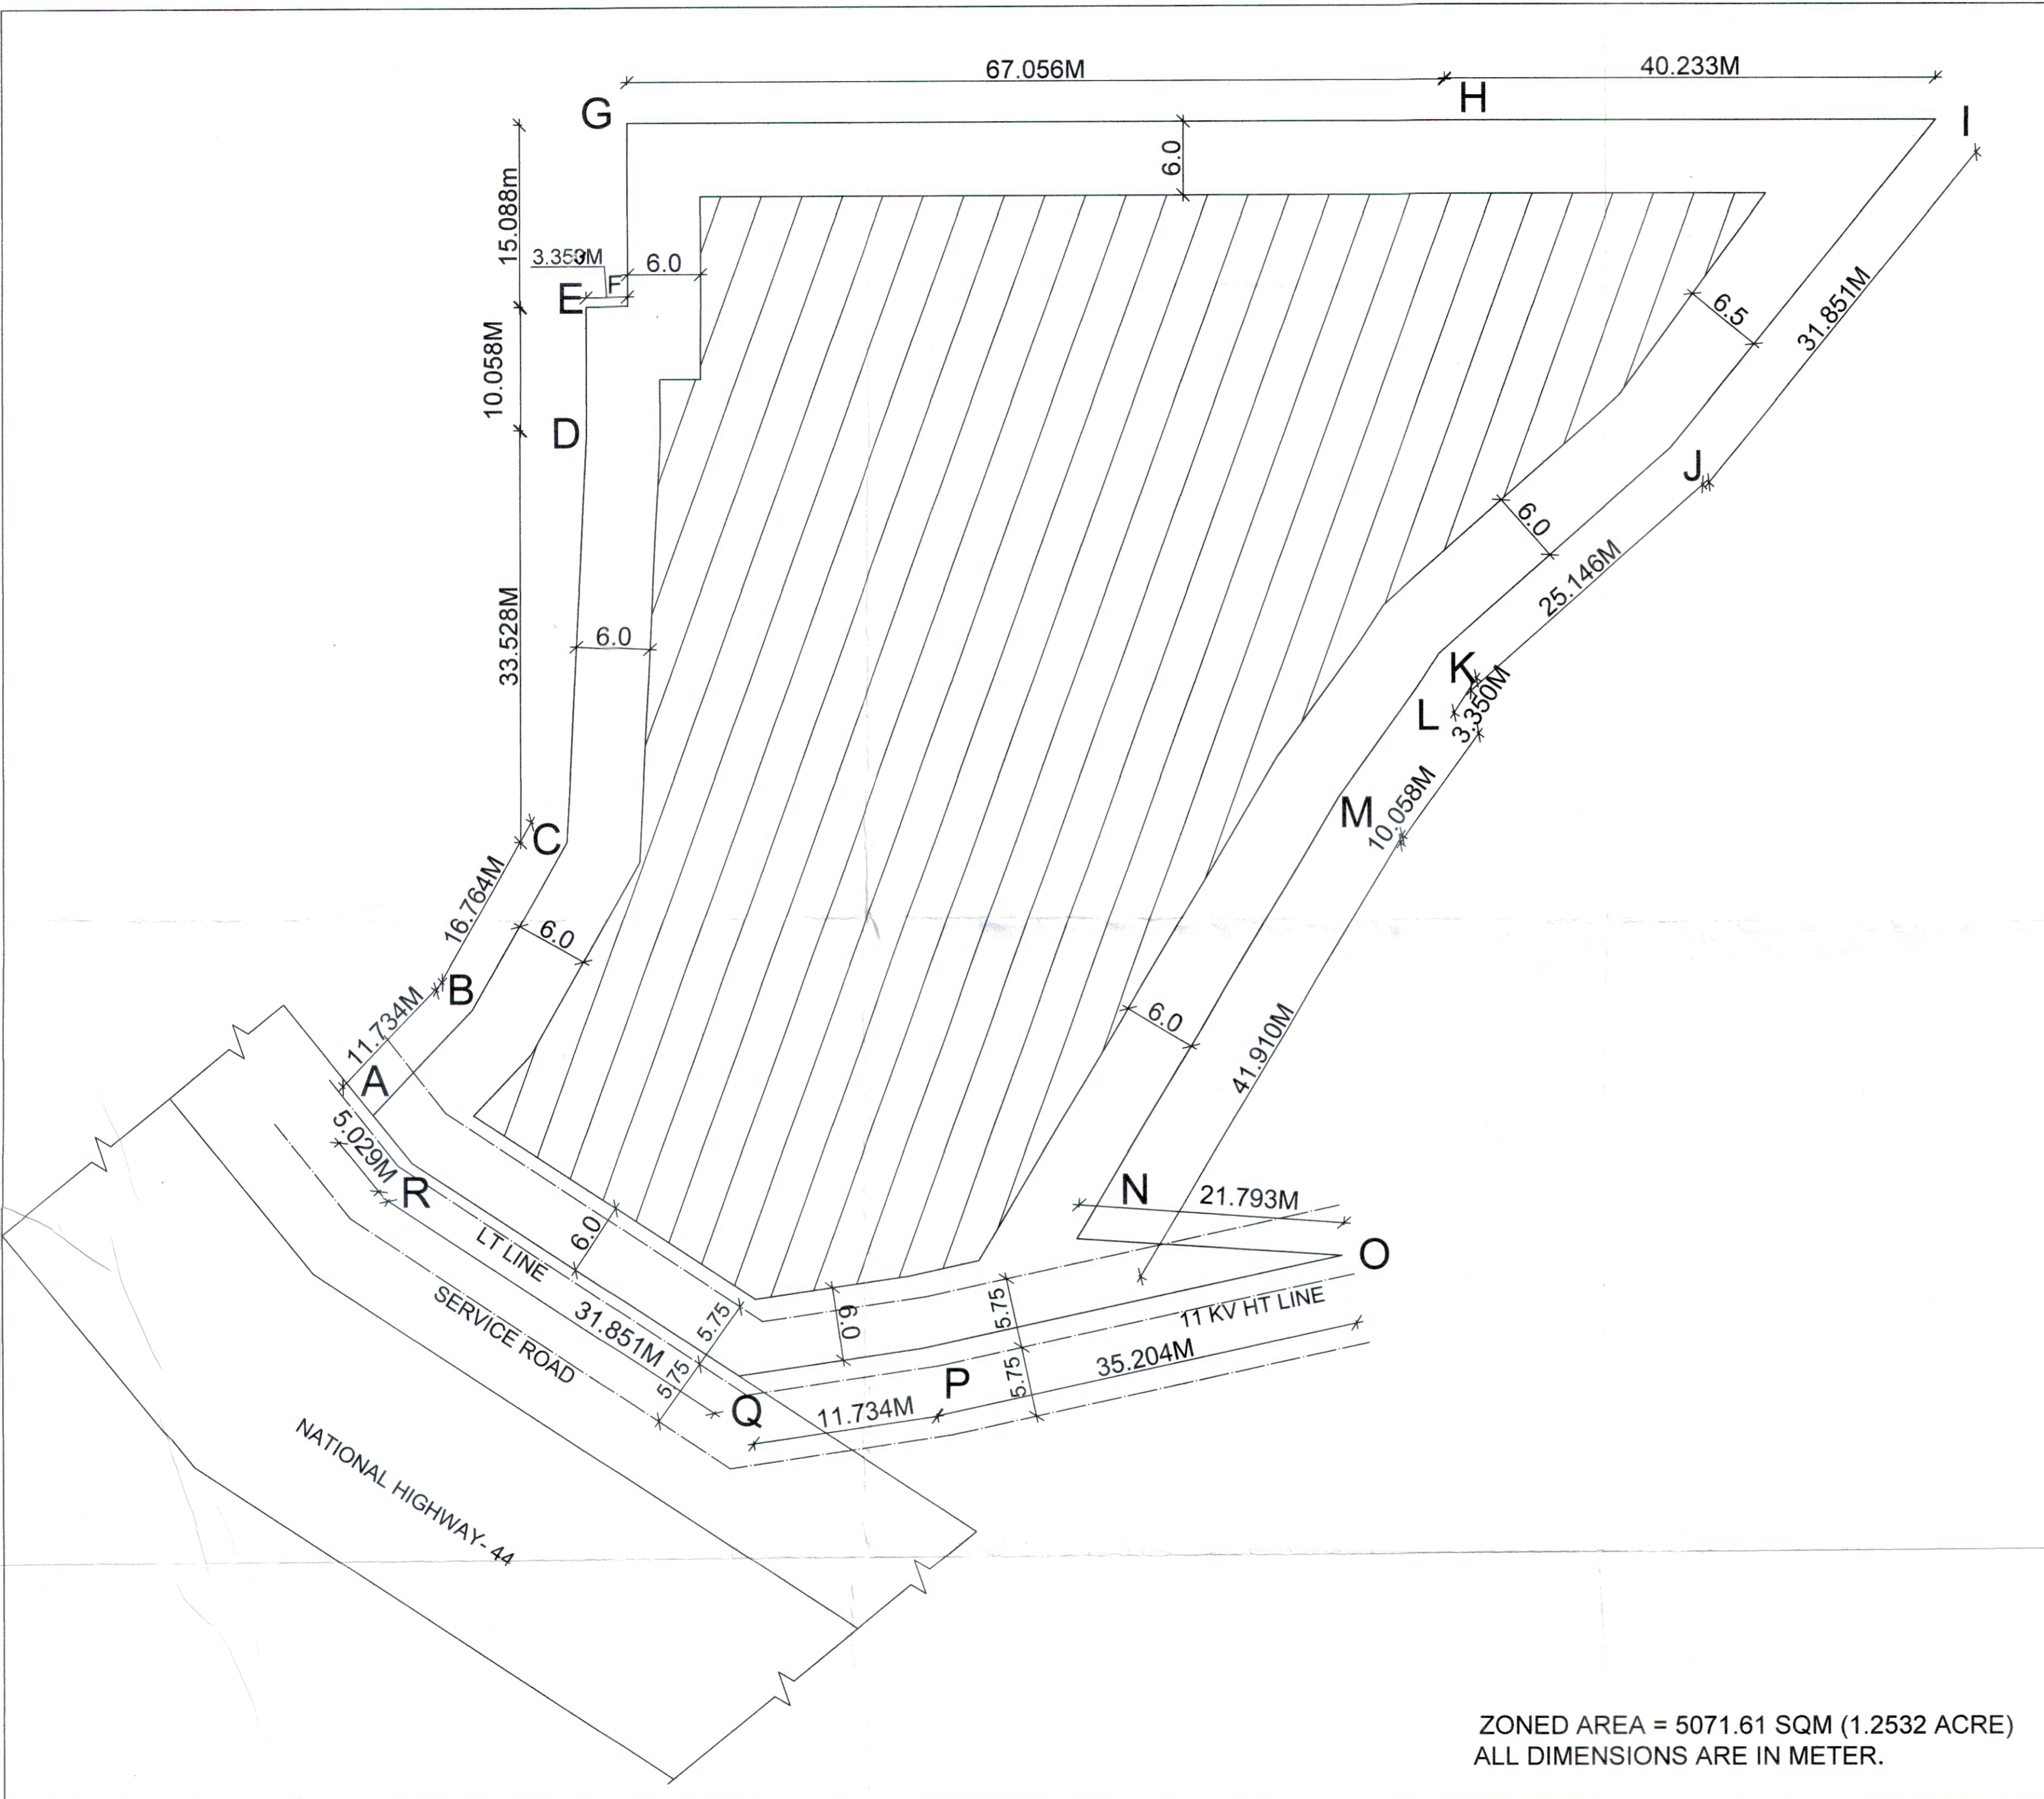 67.056M
40.233M
G
H
I
6.0
15.088m
3.353M
F
6.0
E
6.5
31.851M
10.058M
D
J
6.0
25.146M
33.528M
6.0
K
L
3.350M
M
10.058M
C
16.764M
6.0
B
6.0
11.734M
A
41.910M
5.029M
R
N
21.793M
LT LINE
6.0
O
SERVICE ROAD
31.851M
5.75
6.0
5.75
11 KV HT LINE
5.75
5.75
35.204M
P
Q
11.734M
NATIONAL HIGHWAY- 44
ZONED AREA = 5071.61 SQM (1.2532 ACRE)
ALL DIMENSIONS ARE IN METER.